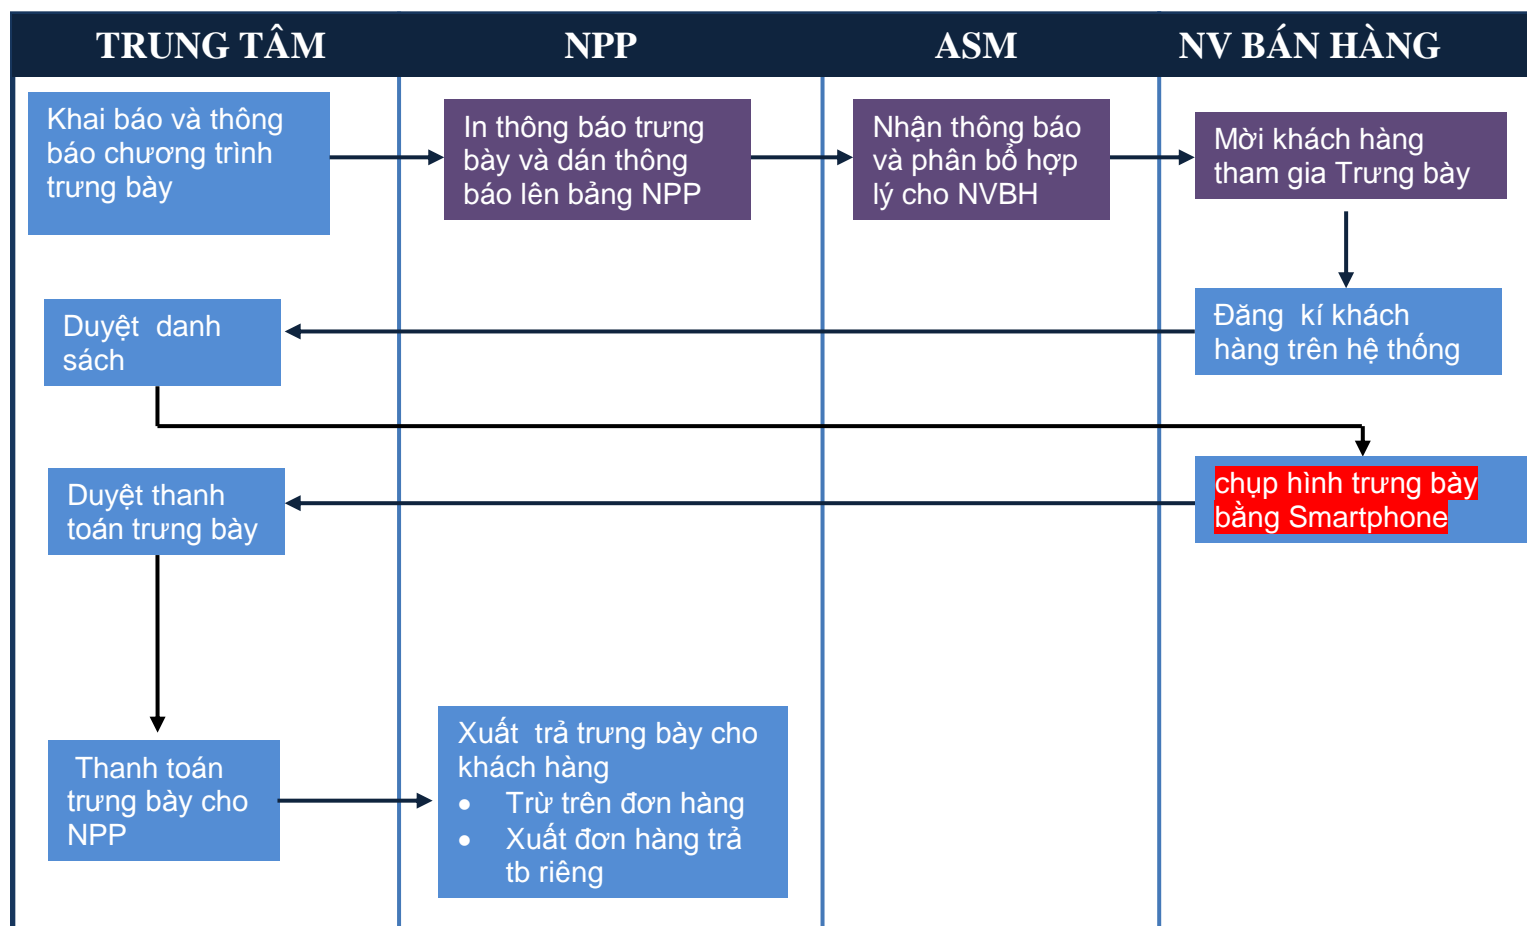 TRUNG TÂM
NPP
ASM
NV BÁN HÀNG
Khai báo và thông
báo chương trình
trưng bày
In thông báo trưng
bày và dán thông
báo lên bảng NPP
Nhận thông báo
và phân bổ hợp
lý cho NVBH
Mời khách hàng
tham gia Trưng bày
Duyệt danh
sách
Đăng kí khách
hàng trên hệ thống
Duyệt thanh
toán trưng bày
chụp hình trưng bày
bằng Smartphone
Thanh toán
trưng bày cho
NPP
Xuất trả trưng bày cho
khách hàng
• Trừ trên đơn hàng
• Xuất đơn hàng trả
tb riêng